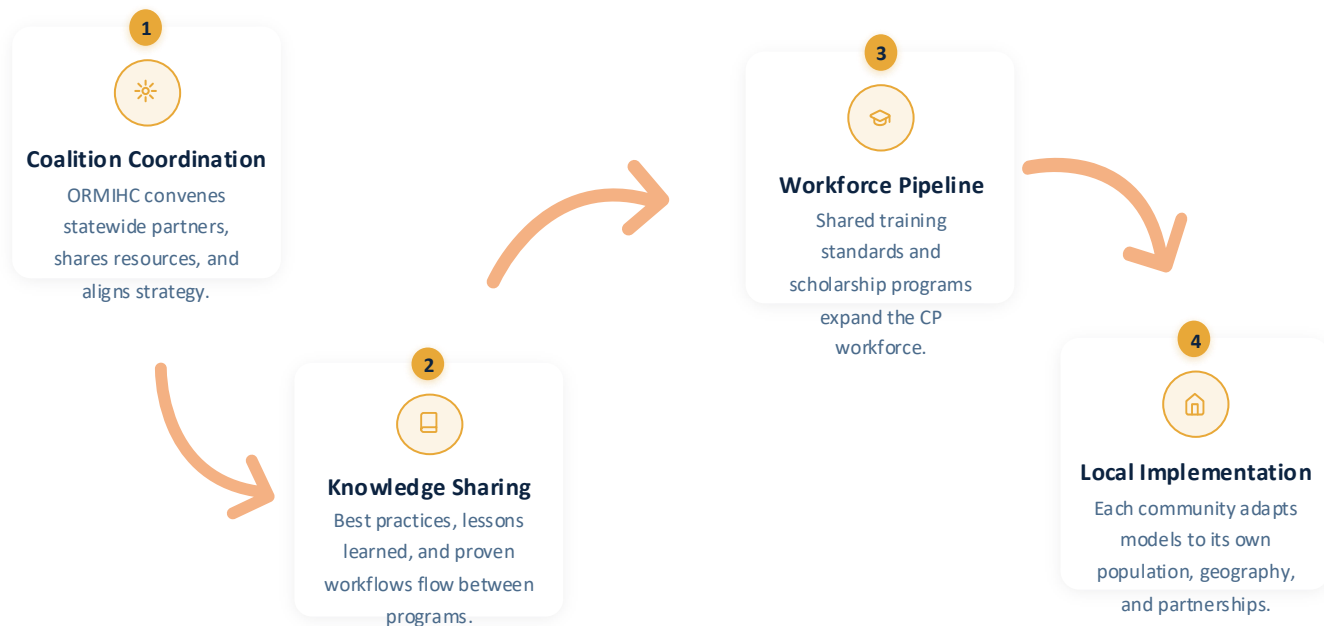 1
Coalition Coordination
ORMIHC convenes
statewide partners,
shares resources, and
aligns strategy.
2
Knowledge Sharing
Best practices, lessons
learned, and proven
workflows flow between
programs.
3
Workforce Pipeline
Shared training
standards and
scholarship programs
expand the CP
workforce.
4
Local Implementation
Each community adapts
models to its own
population, geography,
and partnerships.